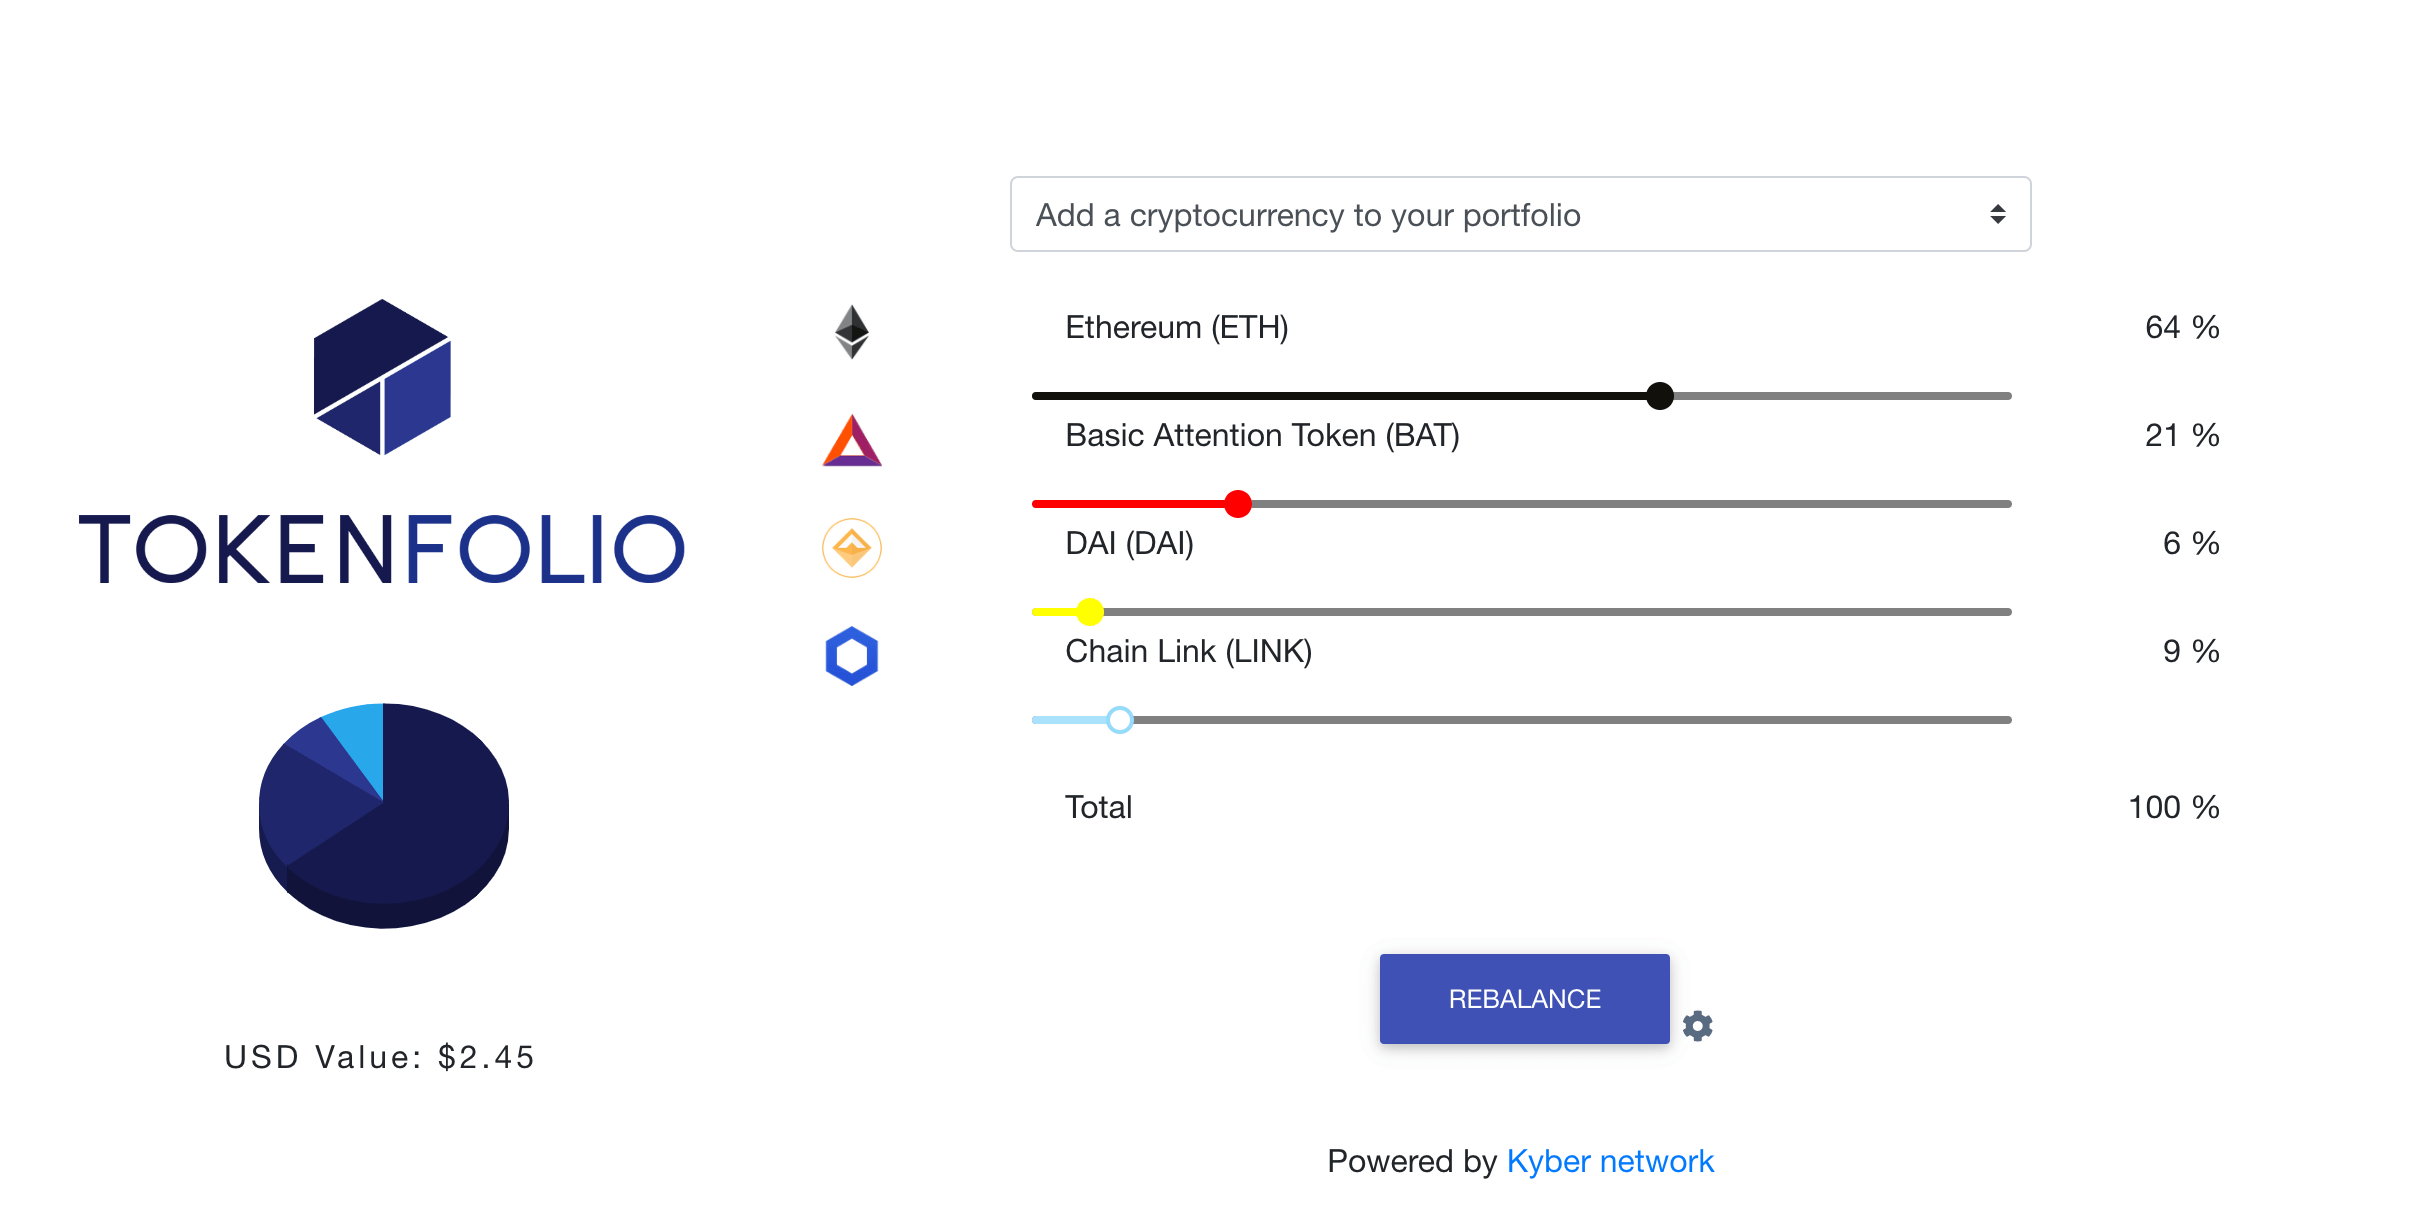 Add a cryptocurrency to your portfolio
Ethereum (ETH) 64 %
Basic Attention Token (BAT) 21 %
TOKENFOLIO
DAI (DAI) 6 %
Chain Link (LINK) 9 %
Total 100 %
REBALANCE
USD Value: $2.45
Powered by Kyber network